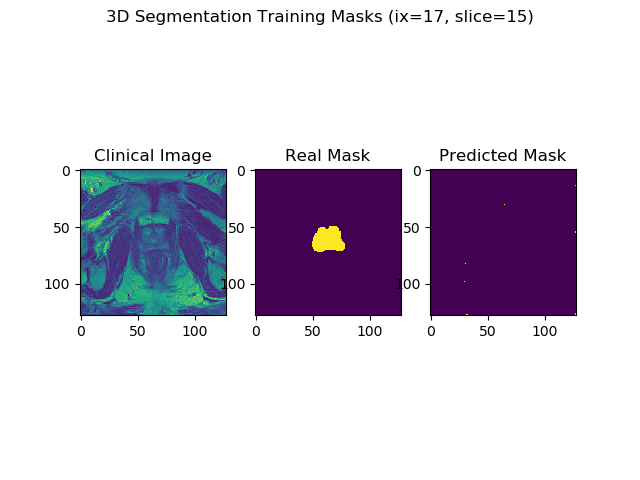 3D Segmentation Training Masks (ix=17, slice=15)
Clinical Image Real Mask Predicted Mask
0 0 0
50 50 50
100 100 100
0 50 100 0 50 100 0 50 100